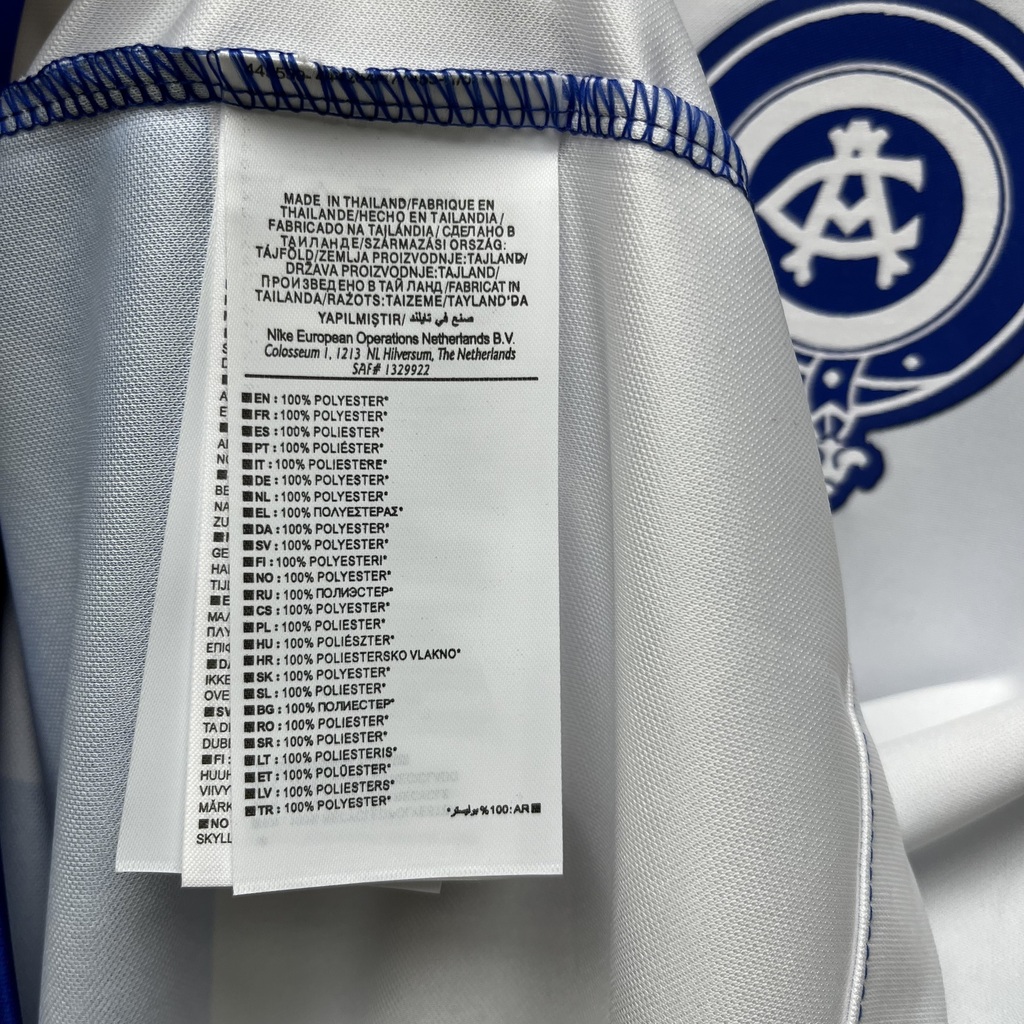 MADE IN THAILAND/FABRIQUE EN
THAILANDE/HECHO EN TAILANDIA/
FABRICADO NA TAILÂNDIA/СДЕЛАНО В
ТАИЛАНДЕ/SZÁRMAZÁSI ORSZÁG:
TÁJFÖLD/ZEMLJA PROIZVODNJE:TAJLAND/
DRŽAVA PROIZVODNJE:TAJLAND/
ПРОИЗВЕДЕНО В ТАЙЛАНД/FABRICAT IN
TAILANDA/RAŽOTS:TAIZEME/TAYLAND'DA
YAPILMIŞTIR/ صنع في تايلند
Nike European Operations Netherlands B.V.
Colosseum 1, 1213 NL Hilversum, The Netherlands
SAF# 1329922
EN : 100% POLYESTER*
FR : 100% POLYESTER*
ES : 100% POLIESTER*
PT : 100% POLIÉSTER*
IT : 100% POLIESTERE*
DE : 100% POLYESTER*
NL : 100% POLYESTER*
EL : 100% ΠΟΛΥΕΣΤΕΡΑΣ*
DA : 100% POLYESTER*
SV : 100% POLYESTER*
FI : 100% POLYESTERI*
NO : 100% POLYESTER*
RU : 100% ПОЛИЭСТЕР*
CS : 100% POLYESTER*
PL : 100% POLIESTER*
HU : 100% POLIÉSZTER*
HR : 100% POLIESTERSKO VLAKNO*
SK : 100% POLYESTER*
SL : 100% POLIESTER*
BG : 100% ПОЛИЕСТЕР*
RO : 100% POLIESTER*
SR : 100% POLIESTER*
LT : 100% POLIESTERIS*
ET : 100% POLÜESTER*
LV : 100% POLIESTERS*
TR : 100% POLYESTER*
AR :100% بوليستر*